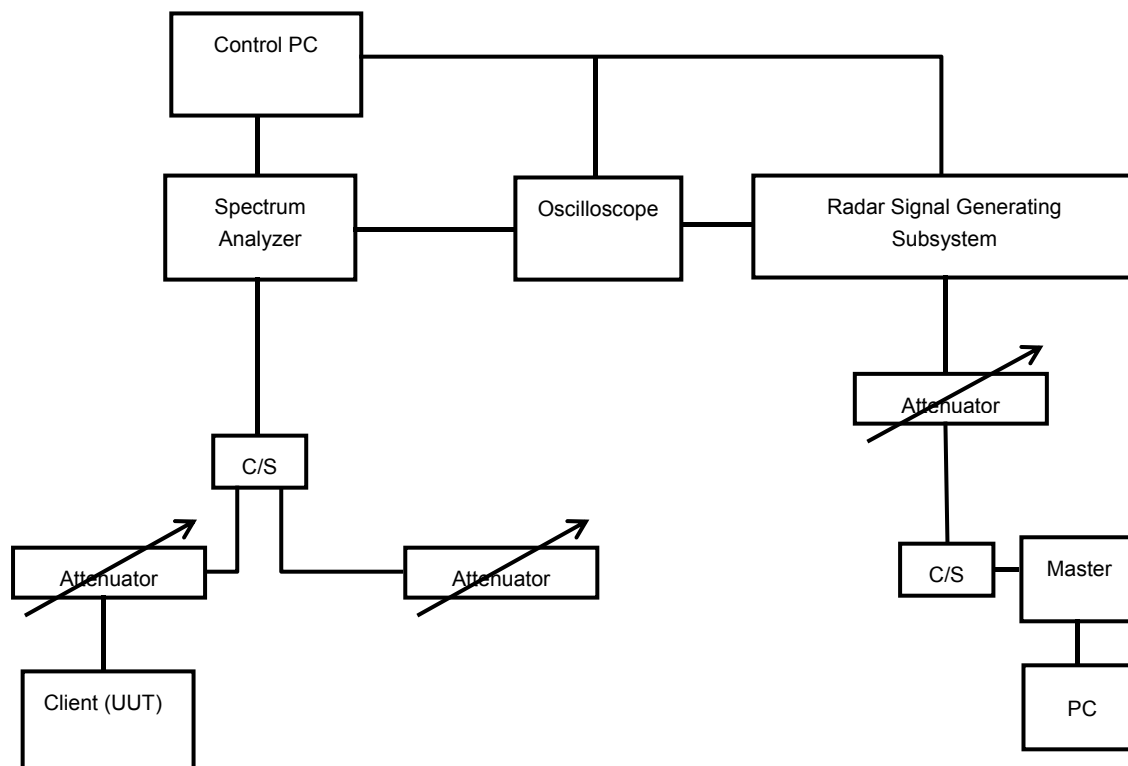 Control PC
Spectrum
Analyzer
Oscilloscope
Radar Signal Generating
Subsystem
Attenuator
C/S
Attenuator
Attenuator
C/S
Master
Client (UUT)
PC